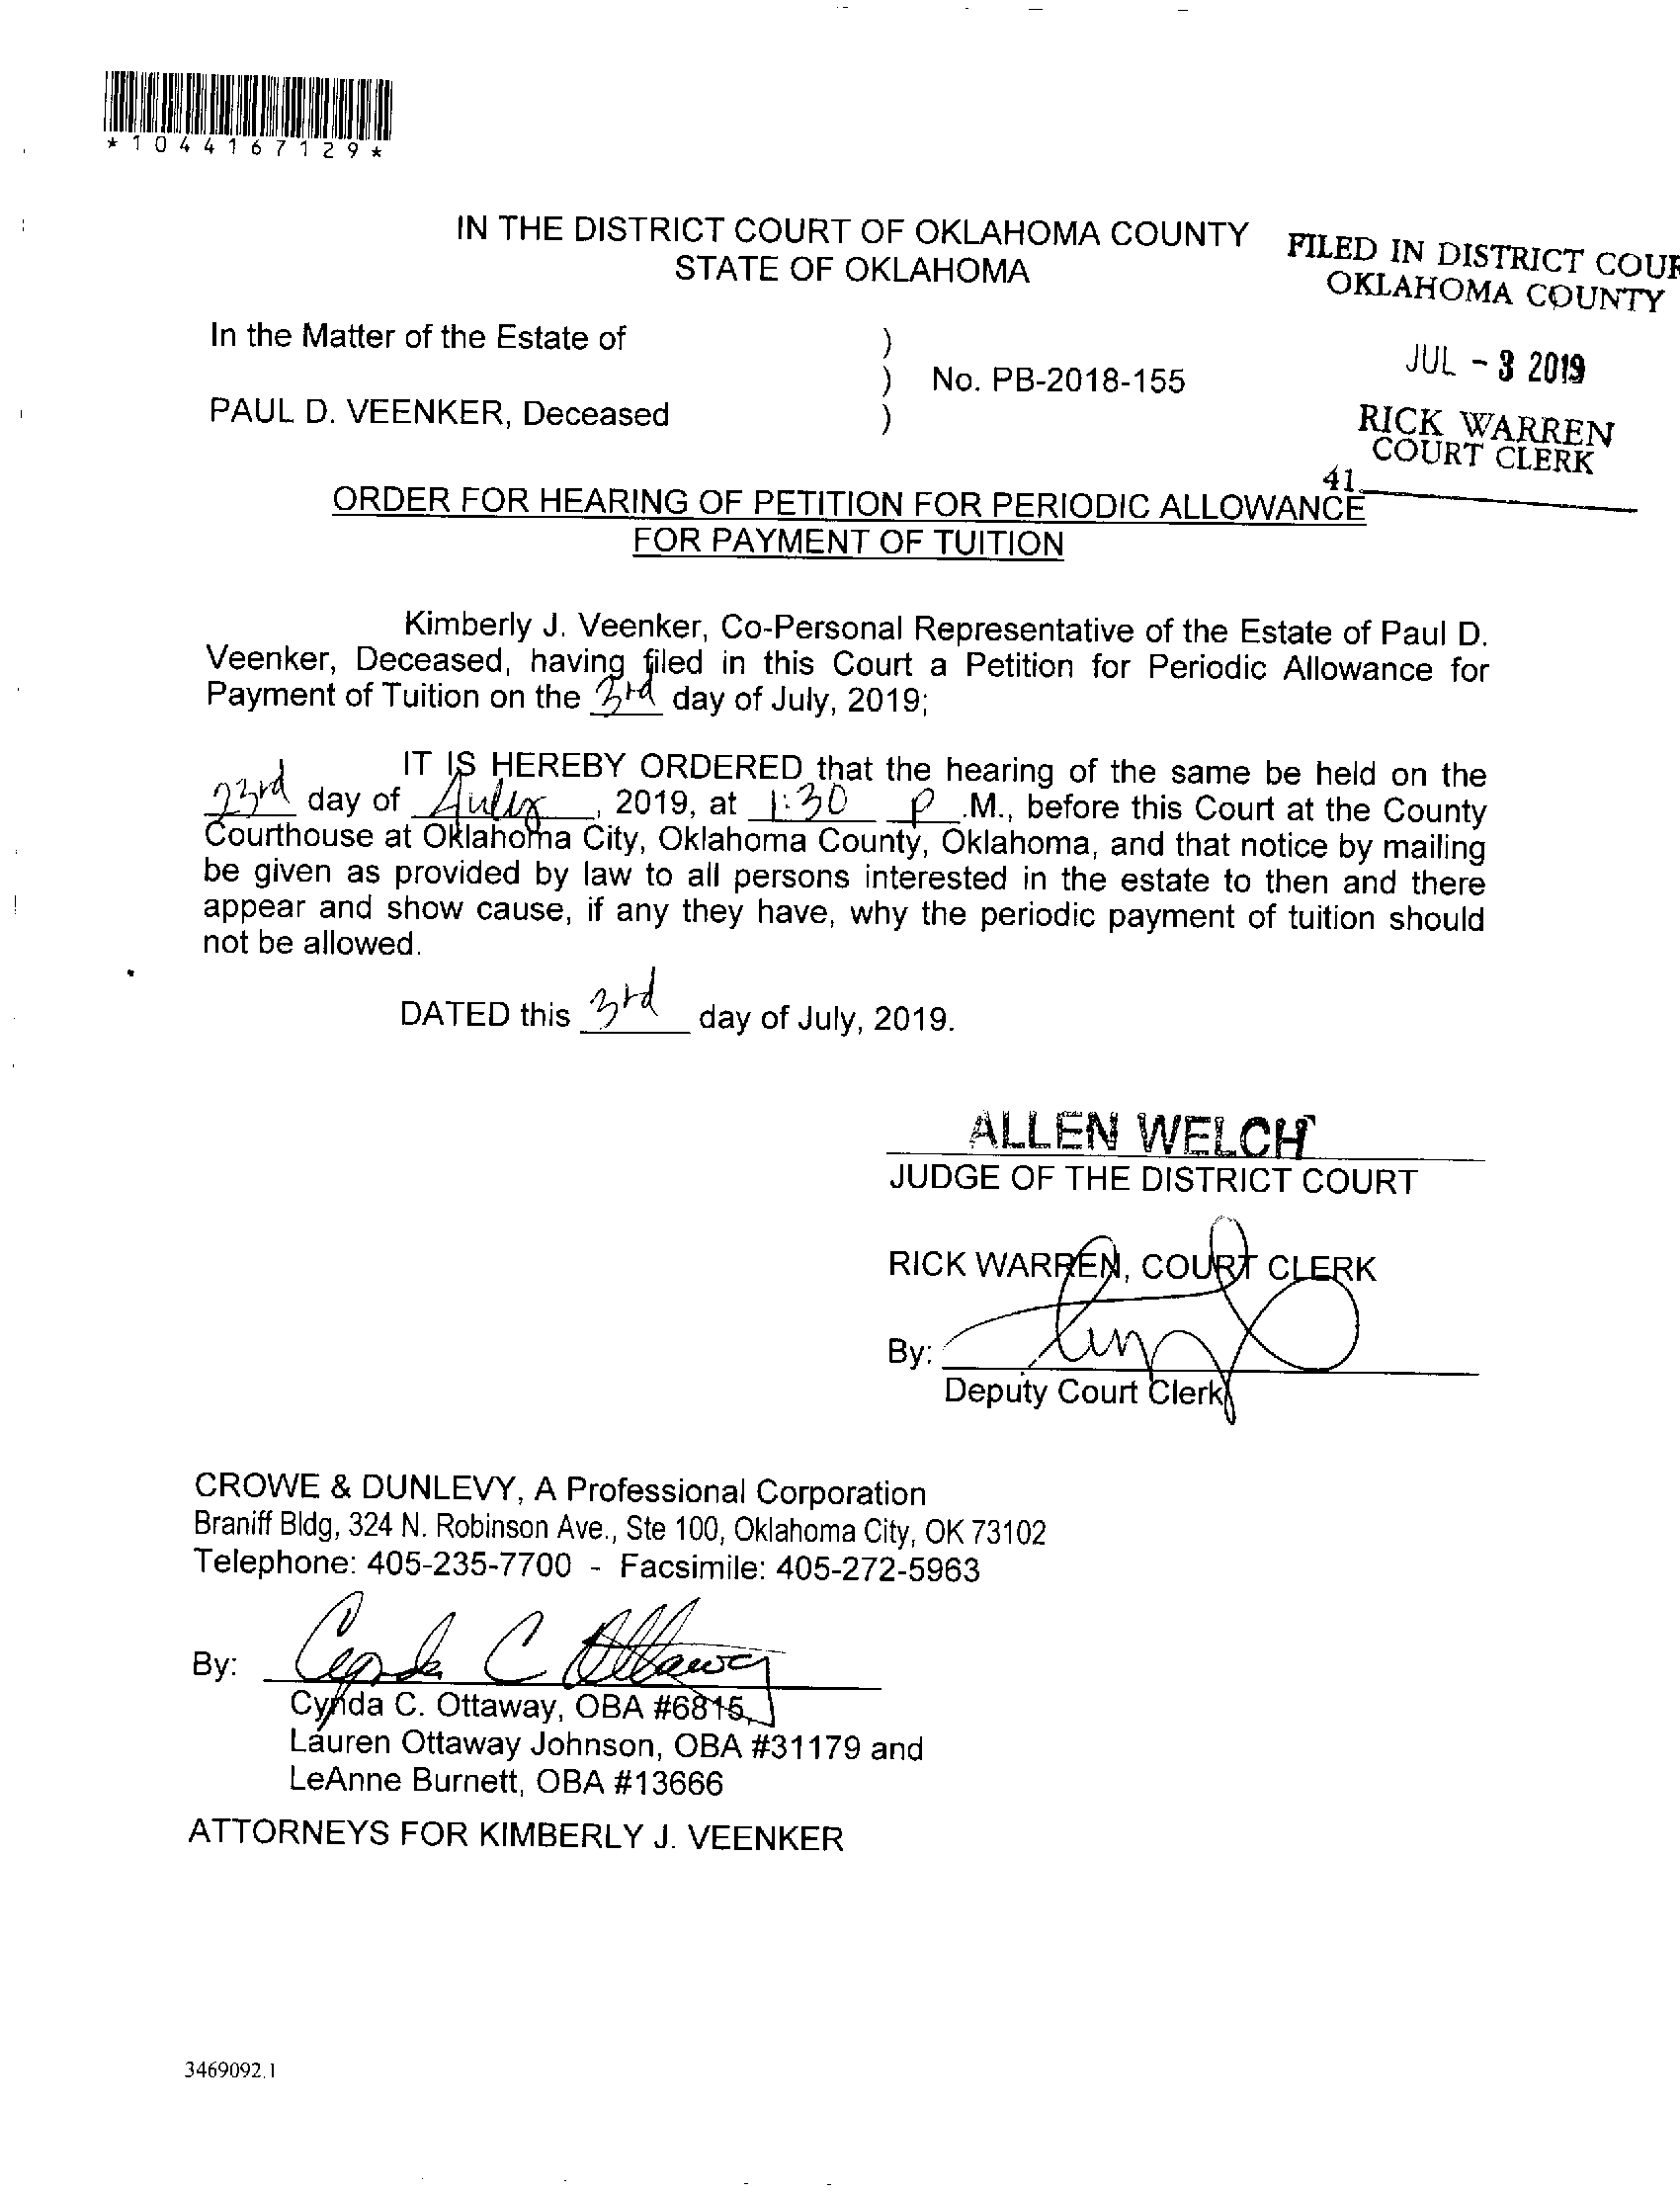 *1044167129*
IN THE DISTRICT COURT OF OKLAHOMA COUNTY
STATE OF OKLAHOMA
FILED IN DISTRICT COUR
OKLAHOMA COUNTY
JUL - 3 2019
RICK WARREN
COURT CLERK
41
In the Matter of the Estate of )
) No. PB-2018-155
PAUL D. VEENKER, Deceased )
ORDER FOR HEARING OF PETITION FOR PERIODIC ALLOWANCE
FOR PAYMENT OF TUITION
Kimberly J. Veenker, Co-Personal Representative of the Estate of Paul D.
Veenker, Deceased, having filed in this Court a Petition for Periodic Allowance for
Payment of Tuition on the 3rd day of July, 2019;
IT IS HEREBY ORDERED that the hearing of the same be held on the
23rd day of July, 2019, at 1:30 P.M., before this Court at the County
Courthouse at Oklahoma City, Oklahoma County, Oklahoma, and that notice by mailing
be given as provided by law to all persons interested in the estate to then and there
appear and show cause, if any they have, why the periodic payment of tuition should
not be allowed.
DATED this 3rd day of July, 2019.
ALLEN WELCH
JUDGE OF THE DISTRICT COURT
RICK WARREN, COURT CLERK
By:
Deputy Court Clerk
CROWE & DUNLEVY, A Professional Corporation
Braniff Bldg, 324 N. Robinson Ave., Ste 100, Oklahoma City, OK 73102
Telephone: 405-235-7700 - Facsimile: 405-272-5963
By: Cynda C Ottaway
Cynda C. Ottaway, OBA #6815,
Lauren Ottaway Johnson, OBA #31179 and
LeAnne Burnett, OBA #13666
ATTORNEYS FOR KIMBERLY J. VEENKER
3469092.1